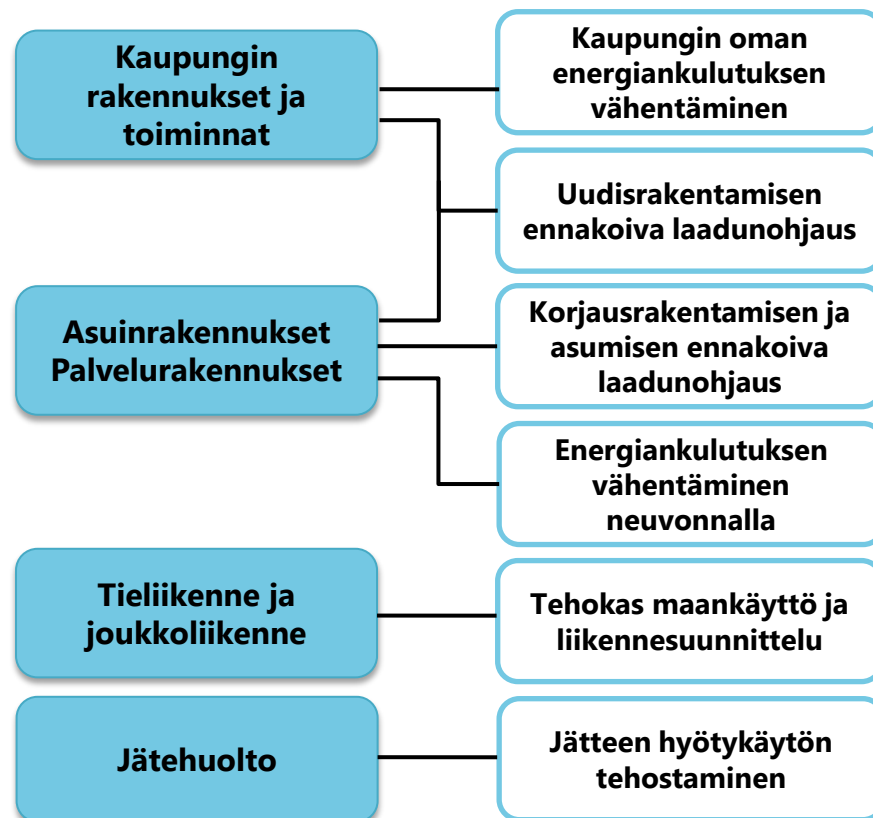 Kaupungin
rakennukset ja
toiminnat
Kaupungin oman
energiankulutuksen
vähentäminen
Uudisrakentamisen
ennakoiva laadunohjaus
Asuinrakennukset
Palvelurakennukset
Korjausrakentamisen ja
asumisen ennakoiva
laadunohjaus
Energiankulutuksen
vähentäminen
neuvonnalla
Tieliikenne ja
joukkoliikenne
Tehokas maankäyttö ja
liikennesuunnittelu
Jätehuolto
Jätteen hyötykäytön
tehostaminen